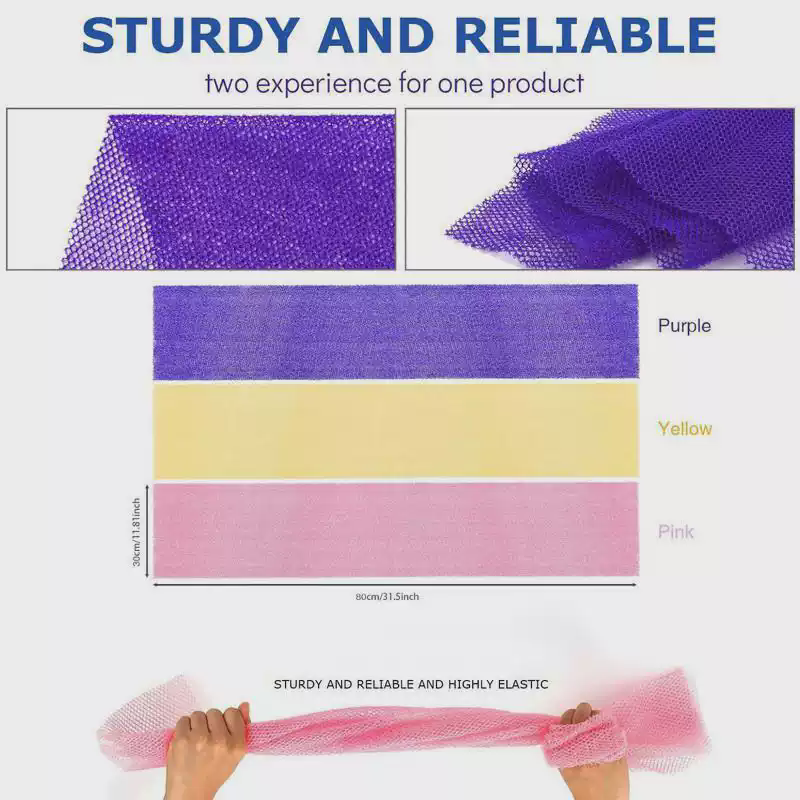 STURDY AND RELIABLE
two experience for one product
Purple
Yellow
Pink
30cm/11.81inch
80cm/31.5inch
STURDY AND RELIABLE AND HIGHLY ELASTIC